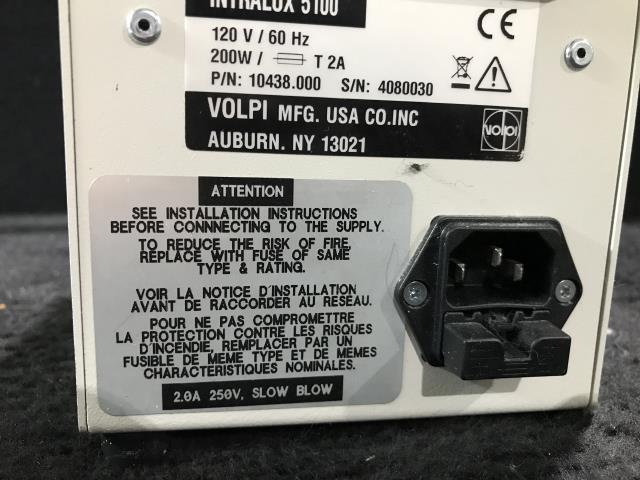 INTRALUX 5100
120 V / 60 Hz
200W / T 2A
P/N: 10438.000 S/N: 4080030
VOLPI MFG. USA CO.INC
AUBURN. NY 13021
CE
VOLPI
ATTENTION
SEE INSTALLATION INSTRUCTIONS
BEFORE CONNNECTING TO THE SUPPLY.
TO REDUCE THE RISK OF FIRE,
REPLACE WITH FUSE OF SAME
TYPE & RATING.
VOIR LA NOTICE D'INSTALLATION
AVANT DE RACCORDER AU RESEAU.
POUR NE PAS COMPROMETTRE
LA PROTECTION CONTRE LES RISQUES
D'INCENDIE, REMPLACER PAR UN
FUSIBLE DE MEME TYPE ET DE MEMES
CHARACTERISTIQUES NOMINALES.
2.0A 250V, SLOW BLOW